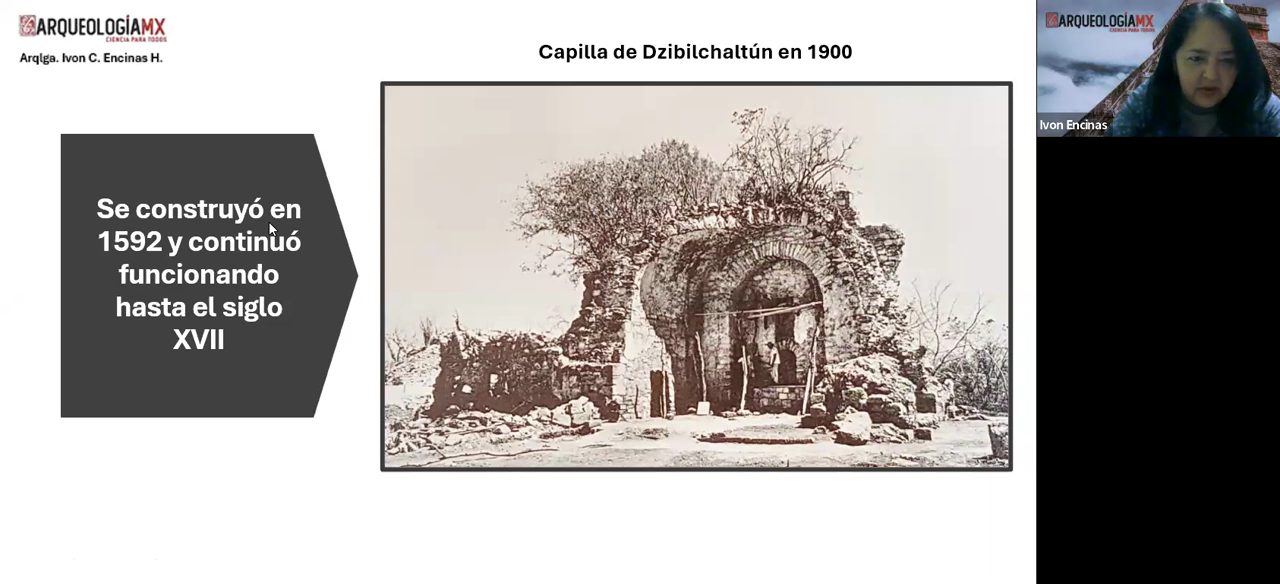 ARQUEOLOGÍAMX
CIENCIA PARA TODOS
Arqlga. Ivon C. Encinas H.
Capilla de Dzibilchaltún en 1900
Se construyó en
1592 y continuó
funcionando
hasta el siglo
XVII
ARQUEOLOGÍAMX
CIENCIA PARA TODOS
Ivon Encinas